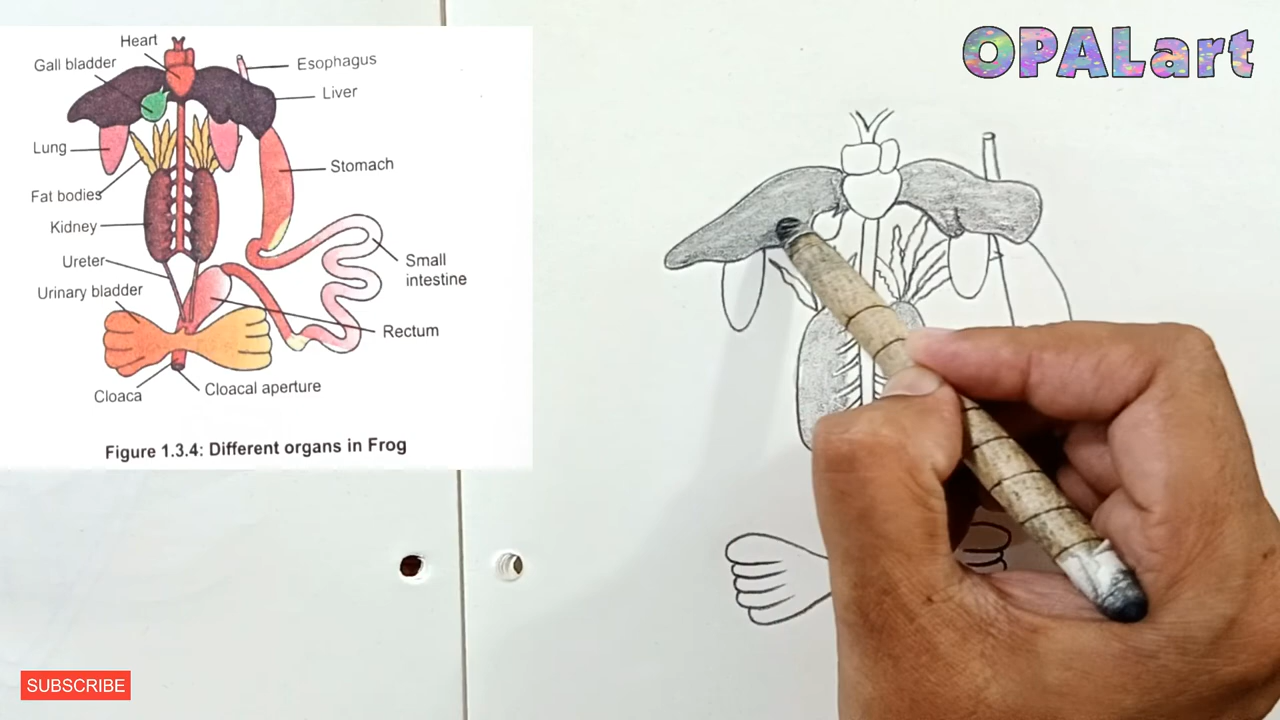 OPALart
Heart
Gall bladder
Esophagus
Liver
Lung
Stomach
Fat bodies
Kidney
Ureter
Small
intestine
Urinary bladder
Rectum
Cloaca
Cloacal aperture
Figure 1.3.4: Different organs in Frog
SUBSCRIBE